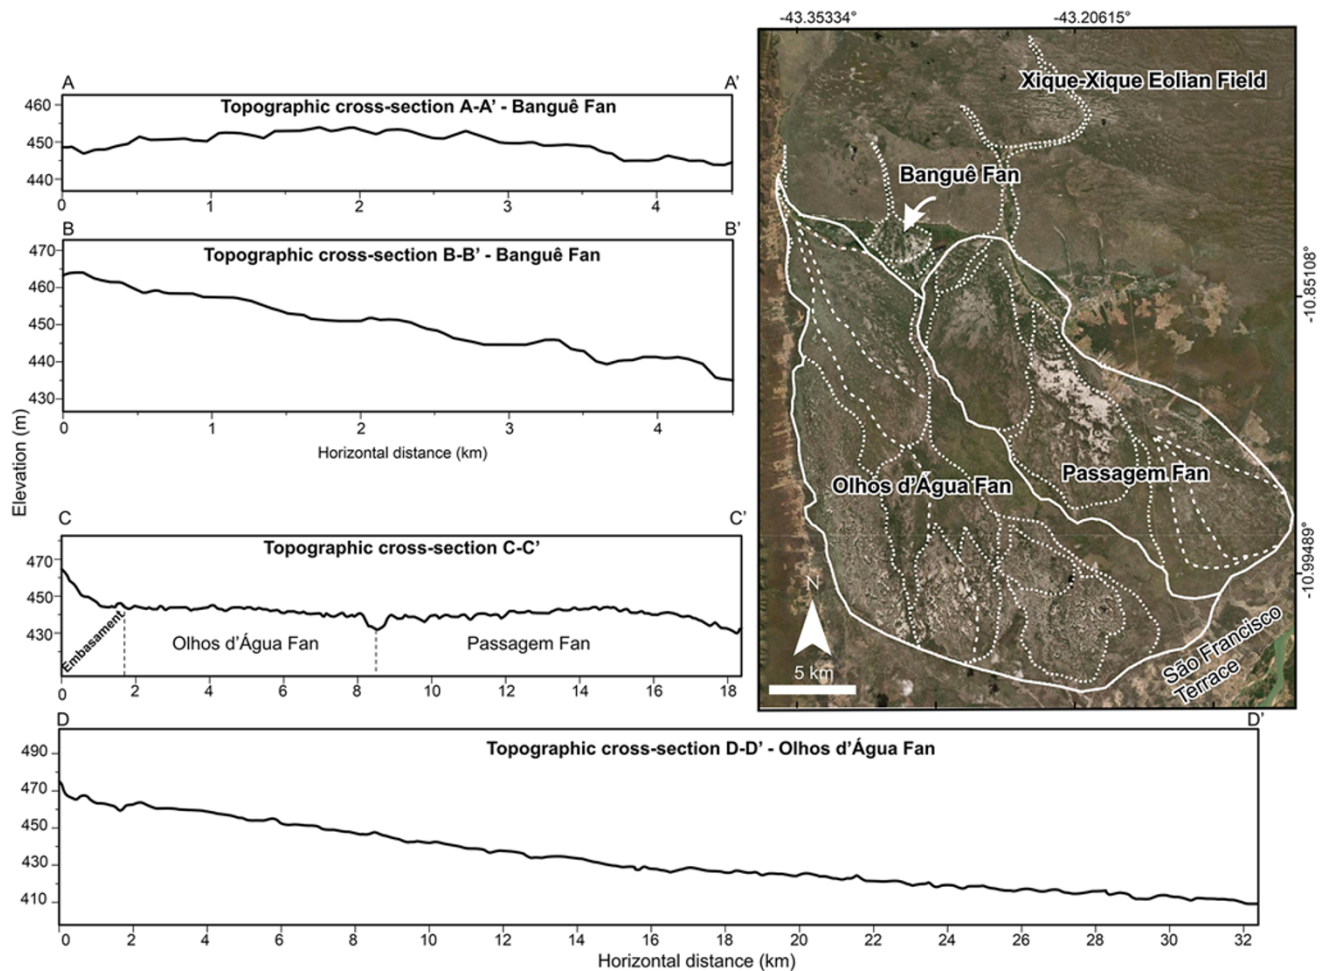 A A'
Topographic cross-section A-A' - Banguê Fan
460
450
440
0 1 2 3 4
B B'
Topographic cross-section B-B' - Banguê Fan
470
460
450
440
430
0 1 2 3 4
Horizontal distance (km)
Elevation (m)
C C'
Topographic cross-section C-C'
470
450
430
Embasament
Olhos d'Água Fan
Passagem Fan
0 2 4 6 8 10 12 14 16 18
D D'
Topographic cross-section D-D' - Olhos d'Água Fan
490
470
450
430
410
0 2 4 6 8 10 12 14 16 18 20 22 24 26 28 30 32
Horizontal distance (km)
-43.35334° -43.20615°
Xique-Xique Eolian Field
Banguê Fan
-10.85108°
Passagem Fan
Olhos d'Água Fan
-10.99489°
N
5 km
São Francisco
Terrace